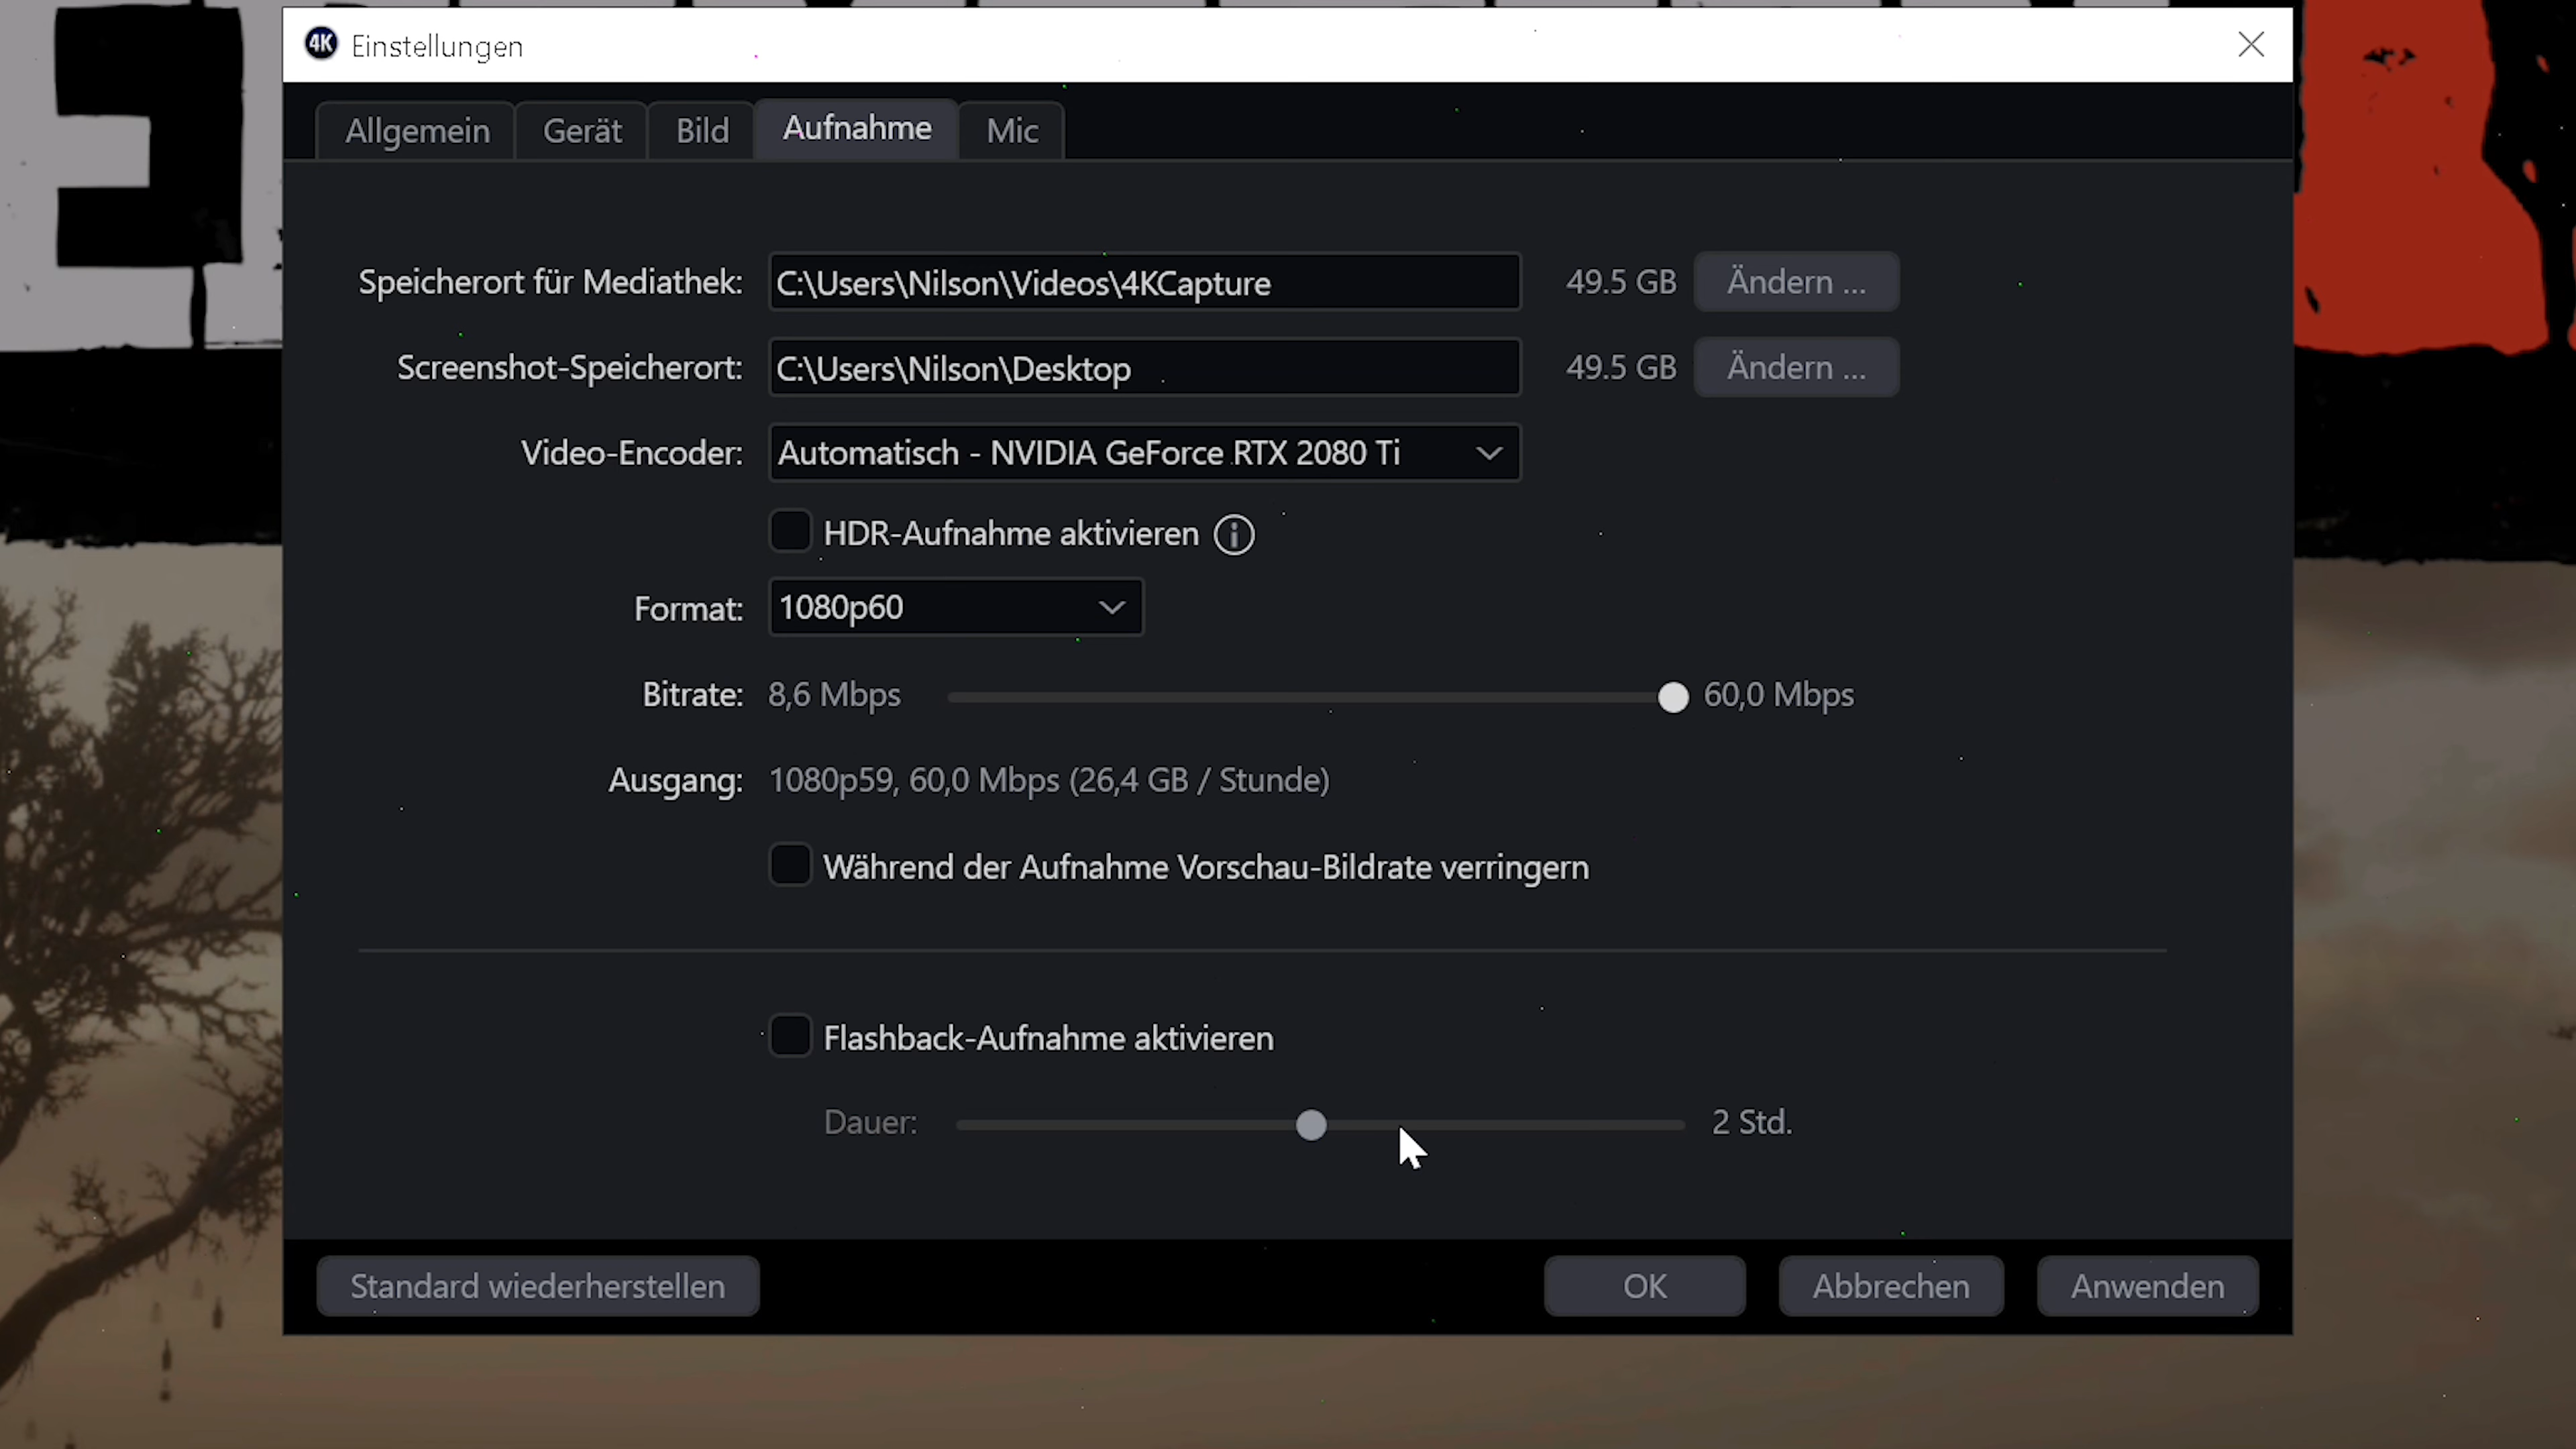 4K Einstellungen
Allgemein Gerät Bild Aufnahme Mic
Speicherort für Mediathek: C:\Users\Nilson\Videos\4KCapture 49.5 GB Ändern ...
Screenshot-Speicherort: C:\Users\Nilson\Desktop 49.5 GB Ändern ...
Video-Encoder: Automatisch - NVIDIA GeForce RTX 2080 Ti
HDR-Aufnahme aktivieren
Format: 1080p60
Bitrate: 8,6 Mbps 60,0 Mbps
Ausgang: 1080p59, 60,0 Mbps (26,4 GB / Stunde)
Während der Aufnahme Vorschau-Bildrate verringern
Flashback-Aufnahme aktivieren
Dauer: 2 Std.
Standard wiederherstellen OK Abbrechen Anwenden